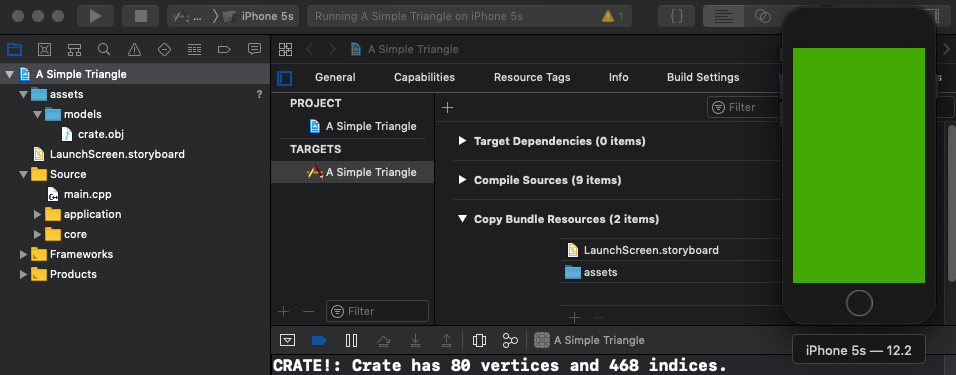 ... iPhone 5s
Running A Simple Triangle on iPhone 5s
1
{ }
A Simple Triangle
General Capabilities Resource Tags Info Build Settings
A Simple Triangle
assets ?
models
crate.obj
LaunchScreen.storyboard
Source
main.cpp
application
core
Frameworks
Products
PROJECT
A Simple Triangle
TARGETS
A Simple Triangle
Filter
Filter
Target Dependencies (0 items)
Compile Sources (9 items)
Copy Bundle Resources (2 items)
LaunchScreen.storyboard
assets
A Simple Triangle
CRATE!: Crate has 80 vertices and 468 indices.
iPhone 5s — 12.2